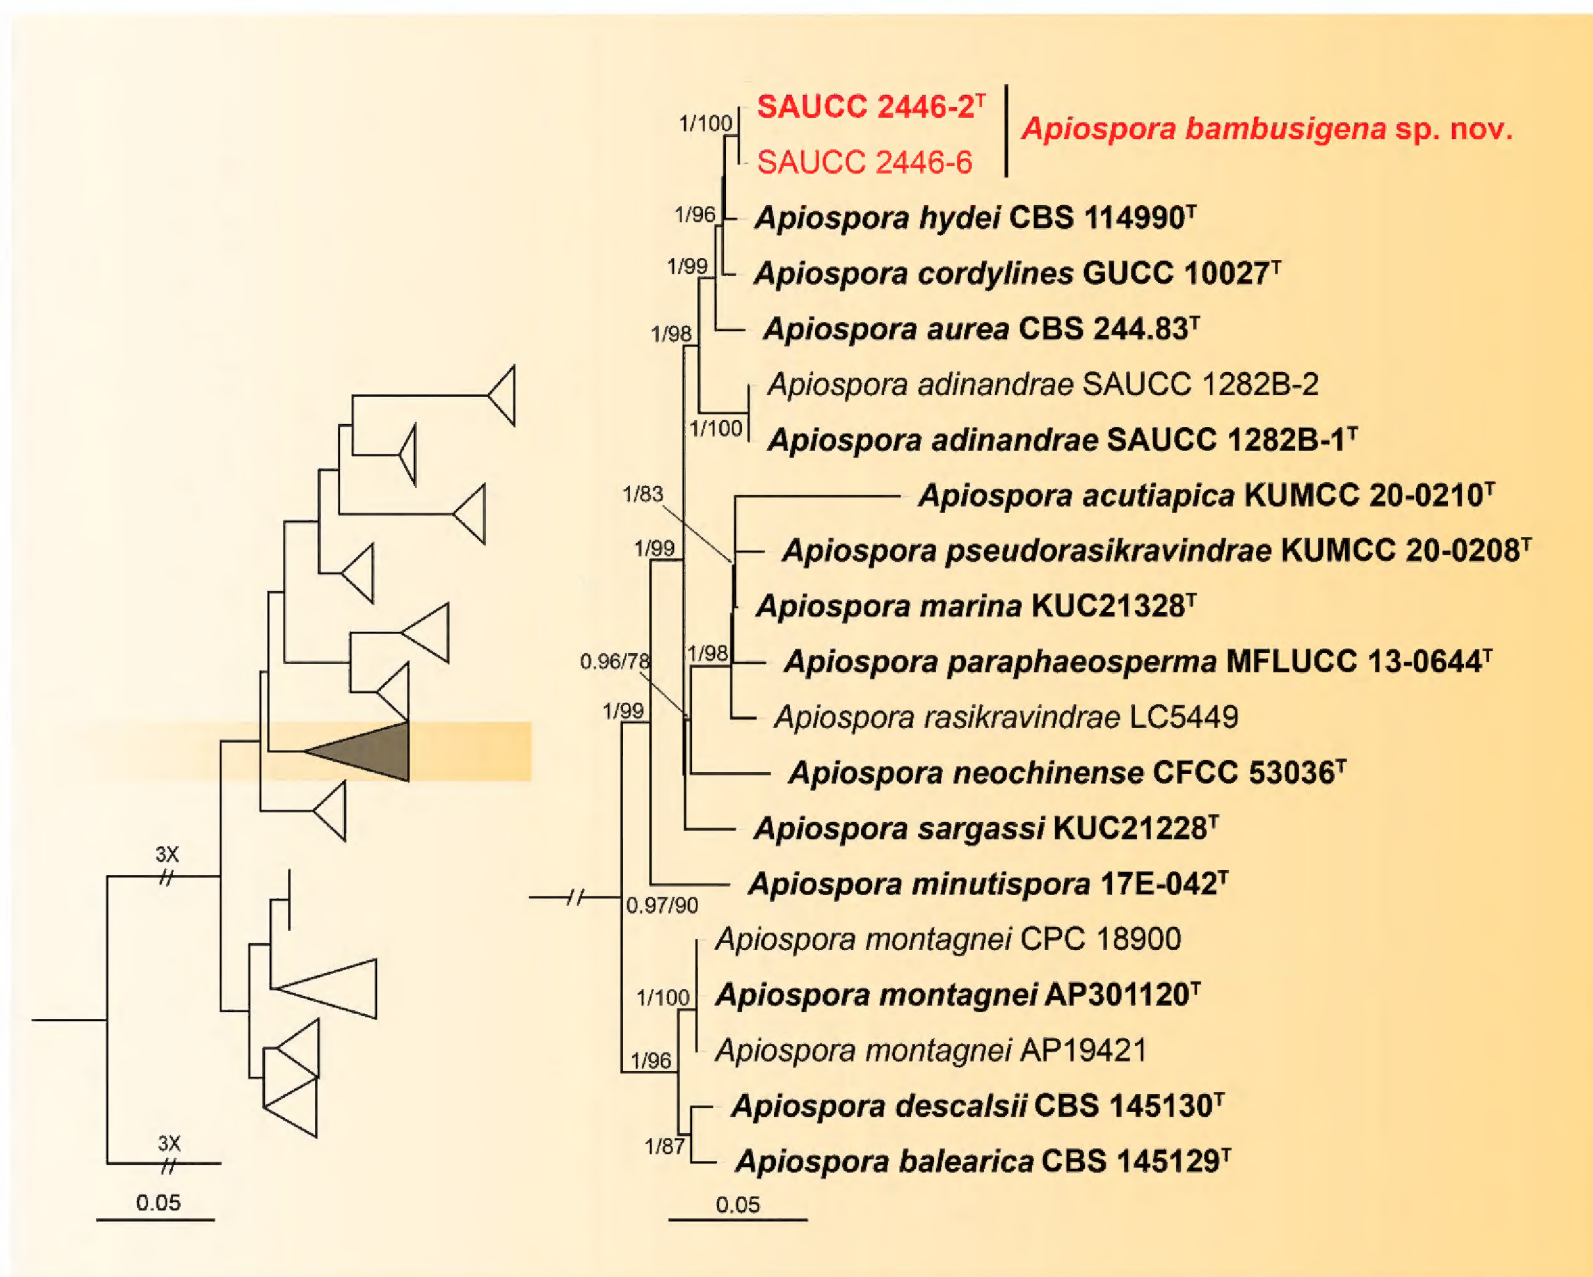 SAUCC 2446-2ᵀ
1/100
Apiospora bambusigena sp. nov.
SAUCC 2446-6
1/96
Apiospora hydei CBS 114990ᵀ
1/99
Apiospora cordylines GUCC 10027ᵀ
1/98
Apiospora aurea CBS 244.83ᵀ
Apiospora adinandrae SAUCC 1282B-2
1/100
Apiospora adinandrae SAUCC 1282B-1ᵀ
1/83
Apiospora acutiapica KUMCC 20-0210ᵀ
1/99
Apiospora pseudorasikravindrae KUMCC 20-0208ᵀ
Apiospora marina KUC21328ᵀ
0.96/78
1/98
Apiospora paraphaeosperma MFLUCC 13-0644ᵀ
1/99
Apiospora rasikravindrae LC5449
Apiospora neochinense CFCC 53036ᵀ
Apiospora sargassi KUC21228ᵀ
3X
Apiospora minutispora 17E-042ᵀ
0.97/90
Apiospora montagnei CPC 18900
1/100
Apiospora montagnei AP301120ᵀ
1/96
Apiospora montagnei AP19421
Apiospora descalsii CBS 145130ᵀ
3X
1/87
Apiospora balearica CBS 145129ᵀ
0.05
0.05